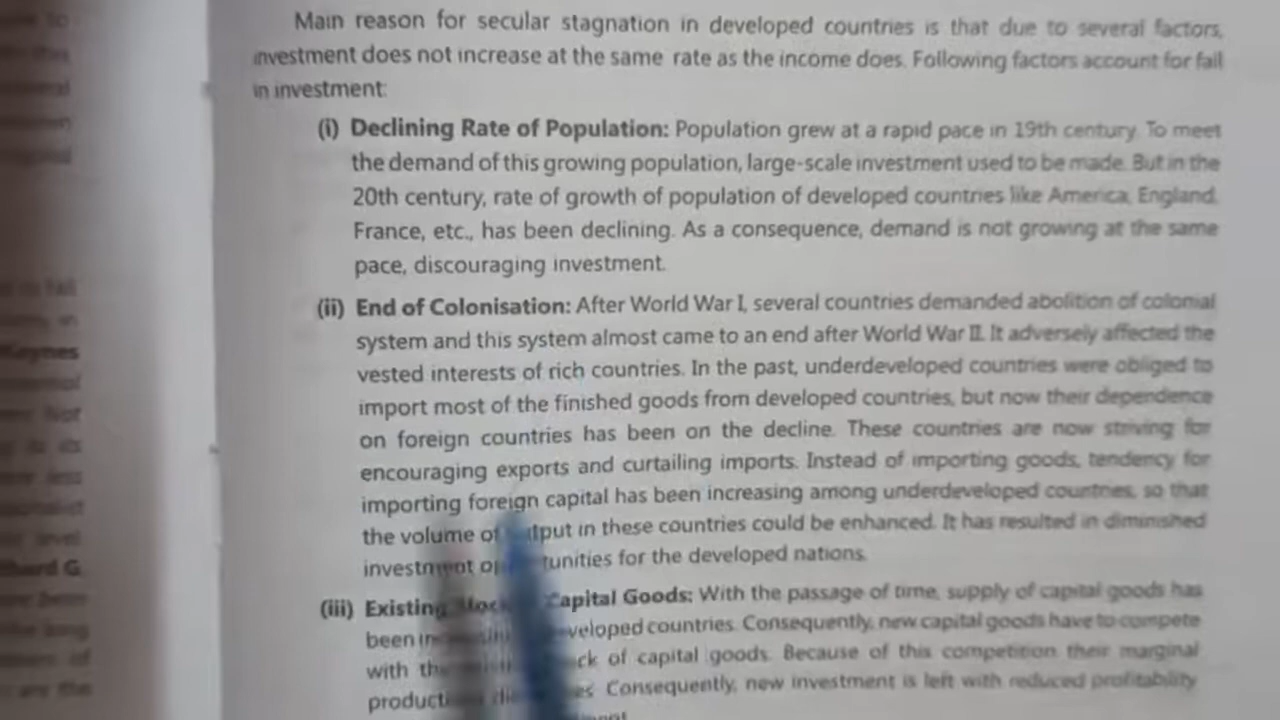 Main reason for secular stagnation in developed countries is that due to several factors,
investment does not increase at the same rate as the income does. Following factors account for fall
in investment:
(i) Declining Rate of Population: Population grew at a rapid pace in 19th century. To meet
the demand of this growing population, large-scale investment used to be made. But in the
20th century, rate of growth of population of developed countries like America, England,
France, etc., has been declining. As a consequence, demand is not growing at the same
pace, discouraging investment.
(ii) End of Colonisation: After World War I, several countries demanded abolition of colonial
system and this system almost came to an end after World War II. It adversely affected the
vested interests of rich countries. In the past, underdeveloped countries were obliged to
import most of the finished goods from developed countries, but now their dependence
on foreign countries has been on the decline. These countries are now striving for
encouraging exports and curtailing imports. Instead of importing goods, tendency for
importing foreign capital has been increasing among underdeveloped countries, so that
the volume of in these countries could be enhanced. It has resulted in diminished
investment for the developed nations.
(iii) Existing Capital Goods: With the passage of time, supply of capital goods has
been countries. Consequently, new capital goods have to compete
with of capital goods. Because of this competition their marginal
Consequently, new investment is left with reduced profitability
Keynes